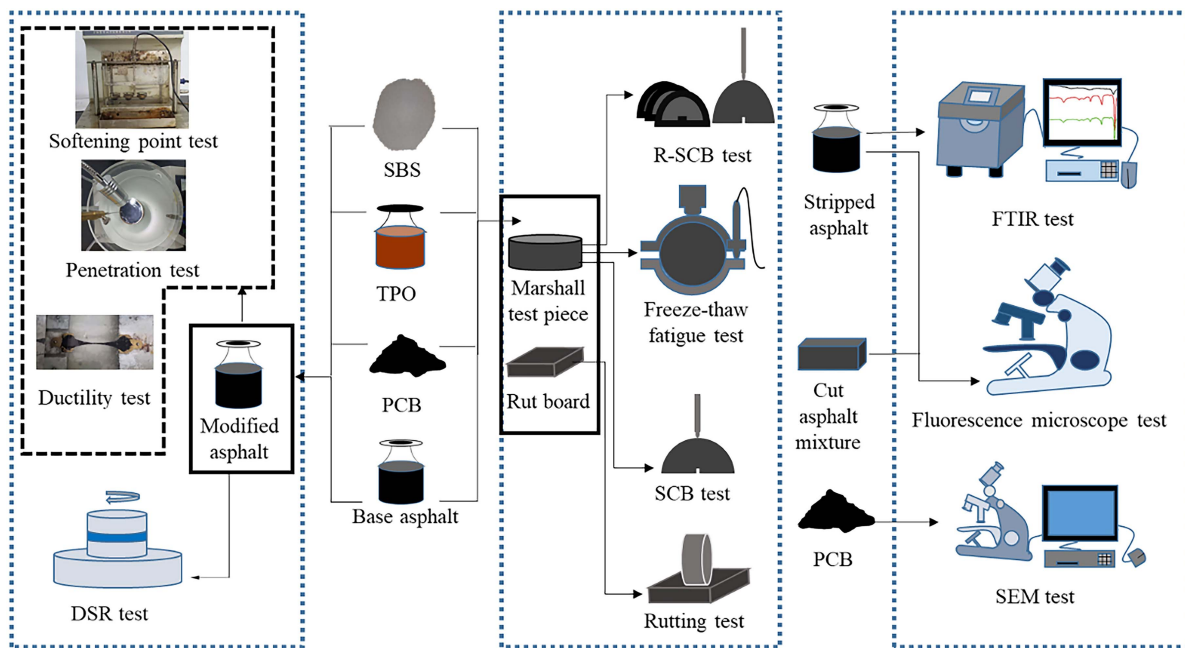 Softening point test
Penetration test
Ductility test
Modified
asphalt
DSR test
SBS
TPO
PCB
Base asphalt
Marshall
test piece
Rut board
R-SCB test
Freeze-thaw
fatigue test
SCB test
Rutting test
Stripped
asphalt
Cut
asphalt
mixture
PCB
FTIR test
Fluorescence microscope test
SEM test